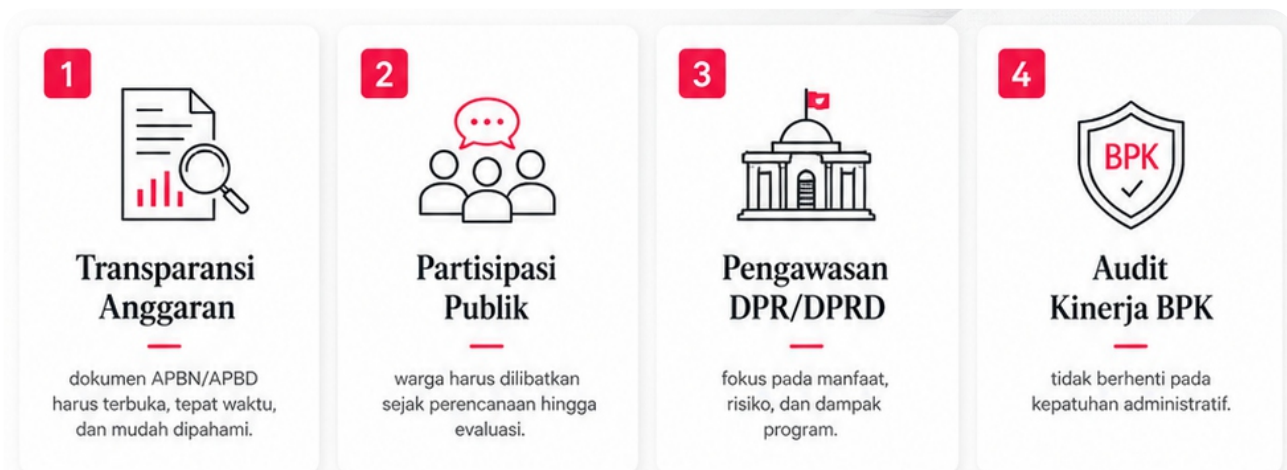 1
Transparansi
Anggaran
dokumen APBN/APBD
harus terbuka, tepat waktu,
dan mudah dipahami.
2
Partisipasi
Publik
warga harus dilibatkan
sejak perencanaan hingga
evaluasi.
3
Pengawasan
DPR/DPRD
fokus pada manfaat,
risiko, dan dampak
program.
4
BPK
Audit
Kinerja BPK
tidak berhenti pada
kepatuhan administratif.